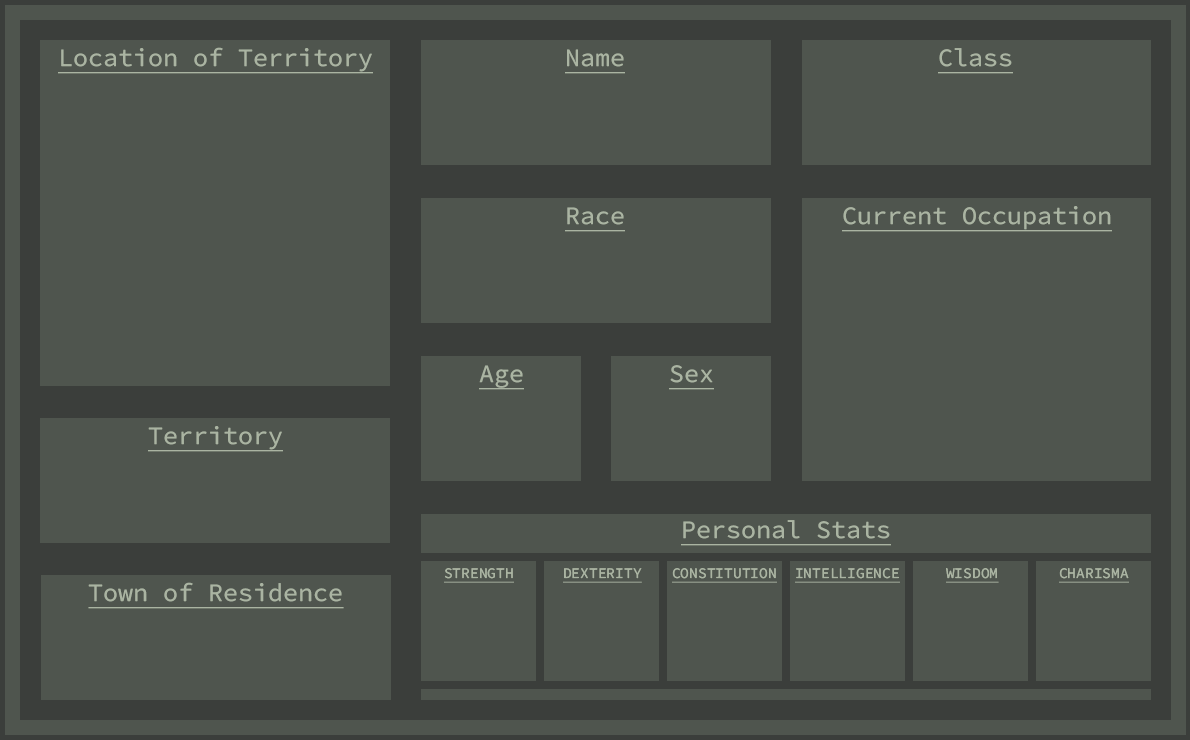 Location of Territory
Name
Class
Race
Current Occupation
Age
Sex
Territory
Personal Stats
STRENGTH
DEXTERITY
CONSTITUTION
INTELLIGENCE
WISDOM
CHARISMA
Town of Residence